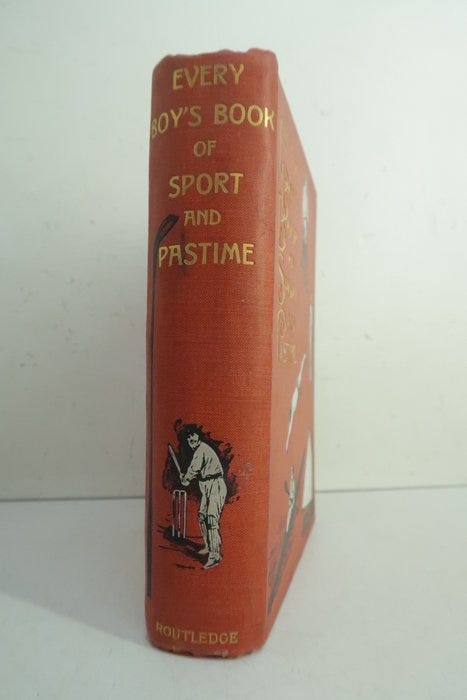 EVERY
BOY'S BOOK
OF
SPORT
AND
PASTIME
ROUTLEDGE